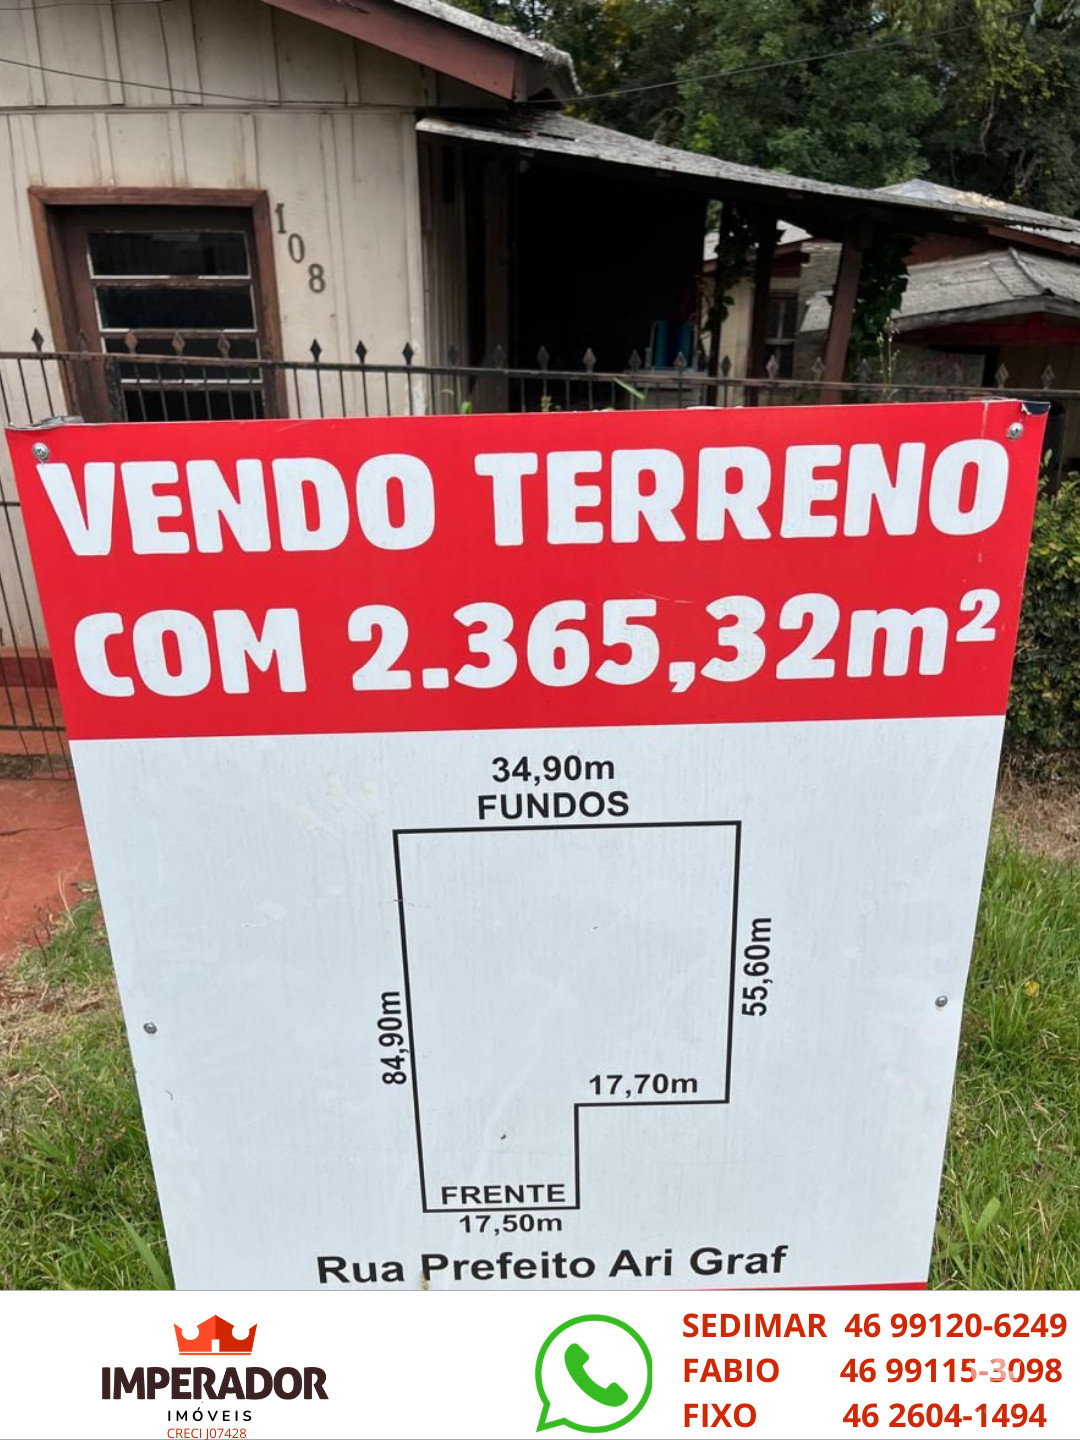 108
VENDO TERRENO
COM 2.365,32m²
34,90m
FUNDOS
84,90m
55,60m
17,70m
FRENTE
17,50m
Rua Prefeito Ari Graf
IMPERADOR
IMÓVEIS
CRECI J07428
SEDIMAR 46 99120-6249
FABIO 46 99115-3098
FIXO 46 2604-1494